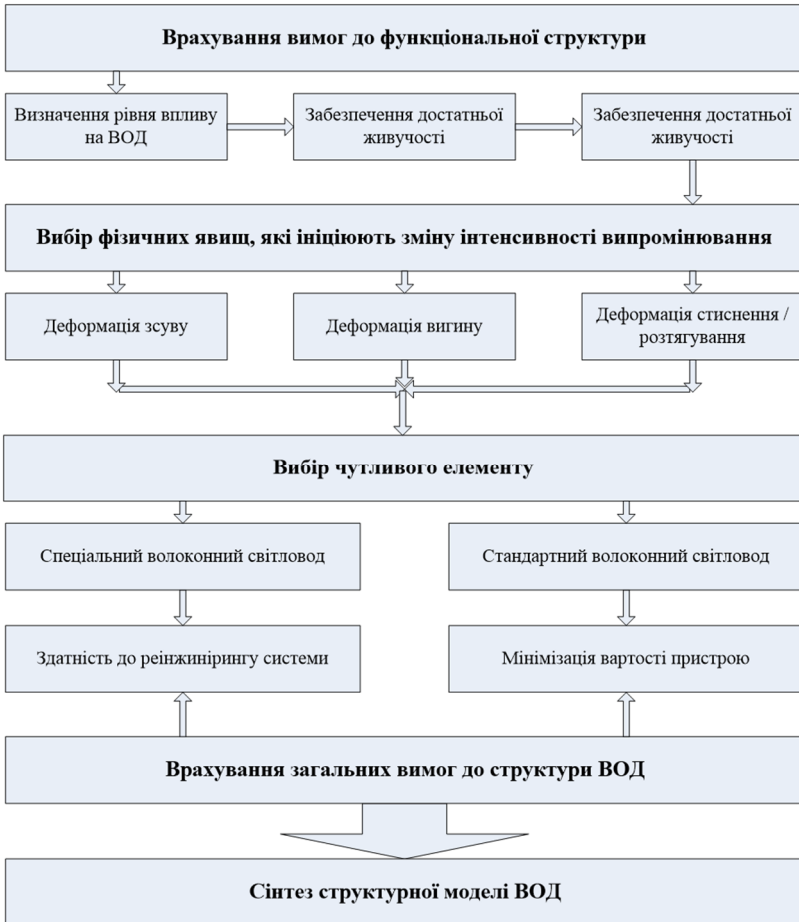 Врахування вимог до функціональної структури
Визначення рівня впливу
на ВОД
Забезпечення достатньої
живучості
Забезпечення достатньої
живучості
Вибір фізичних явищ, які ініціюють зміну інтенсивності випромінювання
Деформація зсуву
Деформація вигину
Деформація стиснення /
розтягування
Вибір чутливого елементу
Спеціальний волоконний світловод
Стандартний волоконний світловод
Здатність до реінжинірингу системи
Мінімізація вартості пристрою
Врахування загальних вимог до структури ВОД
Сінтез структурної моделі ВОД